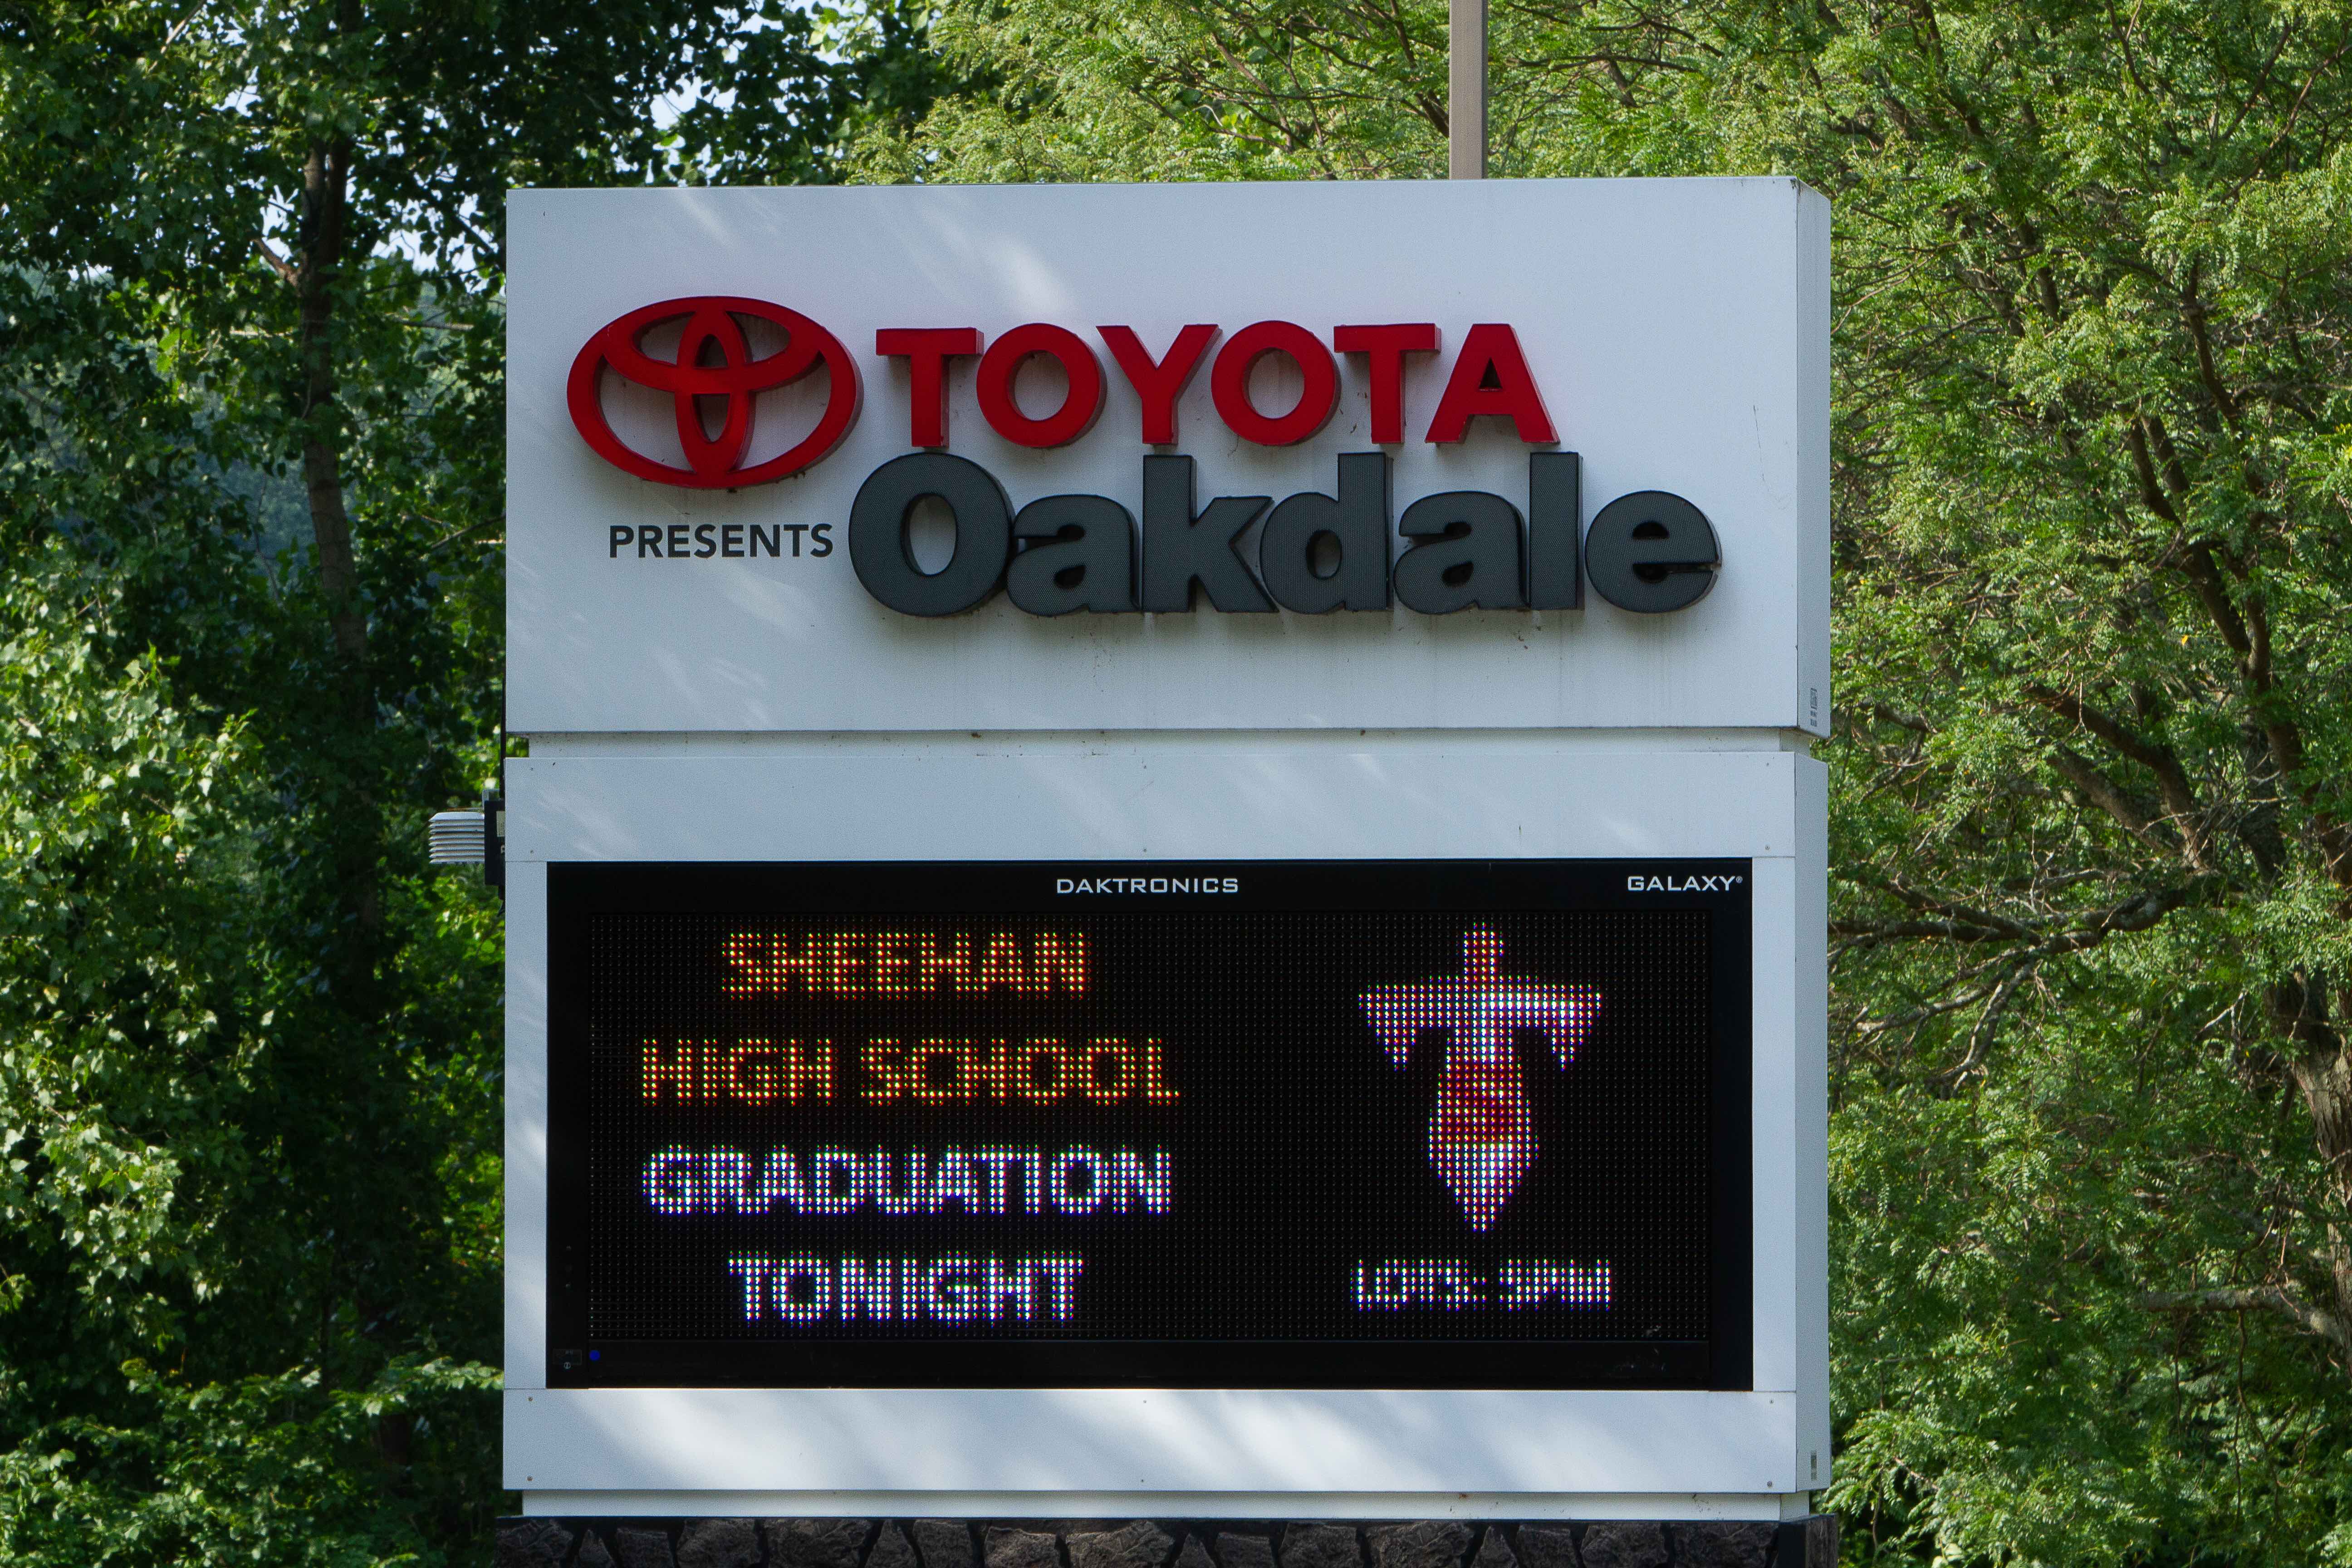 TOYOTA
PRESENTS Oakdale
DAKTRONICS GALAXY®
SHEEHAN
HIGH SCHOOL
GRADUATION
TONIGHT